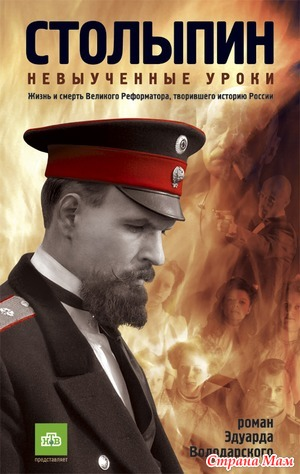 СТОЛЫПИН
НЕВЫУЧЕННЫЕ УРОКИ
Жизнь и смерть Великого Реформатора, творившего историю России
роман
Эдуарда
Володарского
НТВ
представляет
Страна Мам